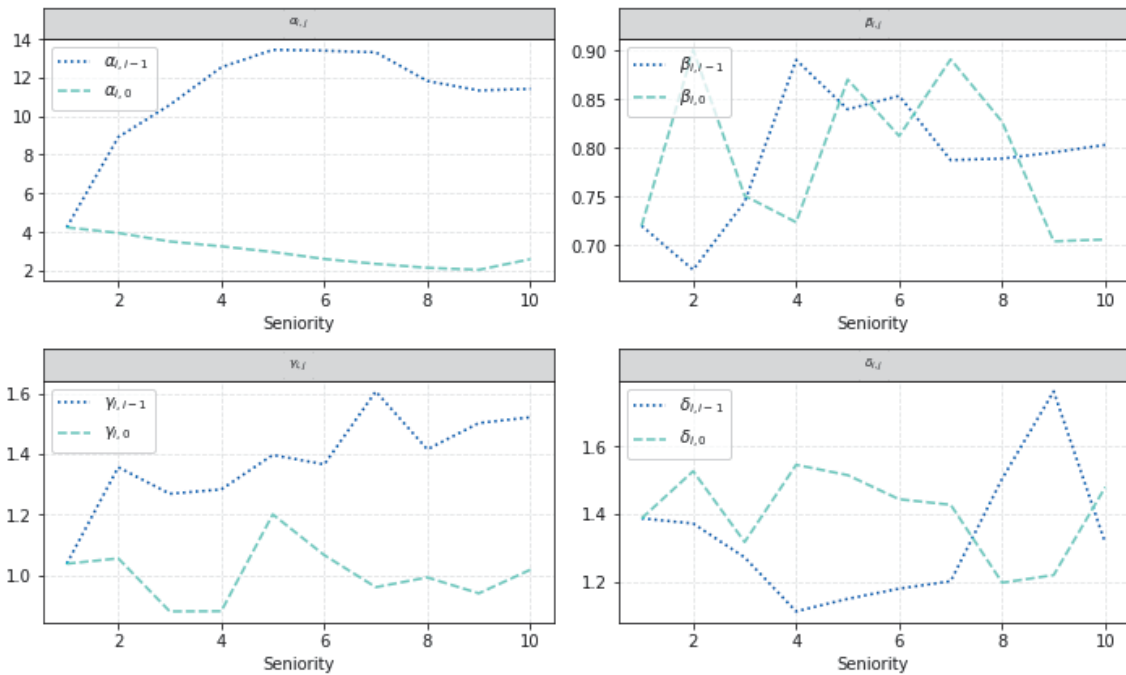 α_{i,j}
α_{i,i−1}
α_{i,0}
14
12
10
8
6
4
2
2 4 6 8 10
Seniority
β_{i,j}
β_{i,i−1}
β_{i,0}
0.90
0.85
0.80
0.75
0.70
2 4 6 8 10
Seniority
γ_{i,j}
γ_{i,i−1}
γ_{i,0}
1.6
1.4
1.2
1.0
2 4 6 8 10
Seniority
δ_{i,j}
δ_{i,i−1}
δ_{i,0}
1.6
1.4
1.2
2 4 6 8 10
Seniority